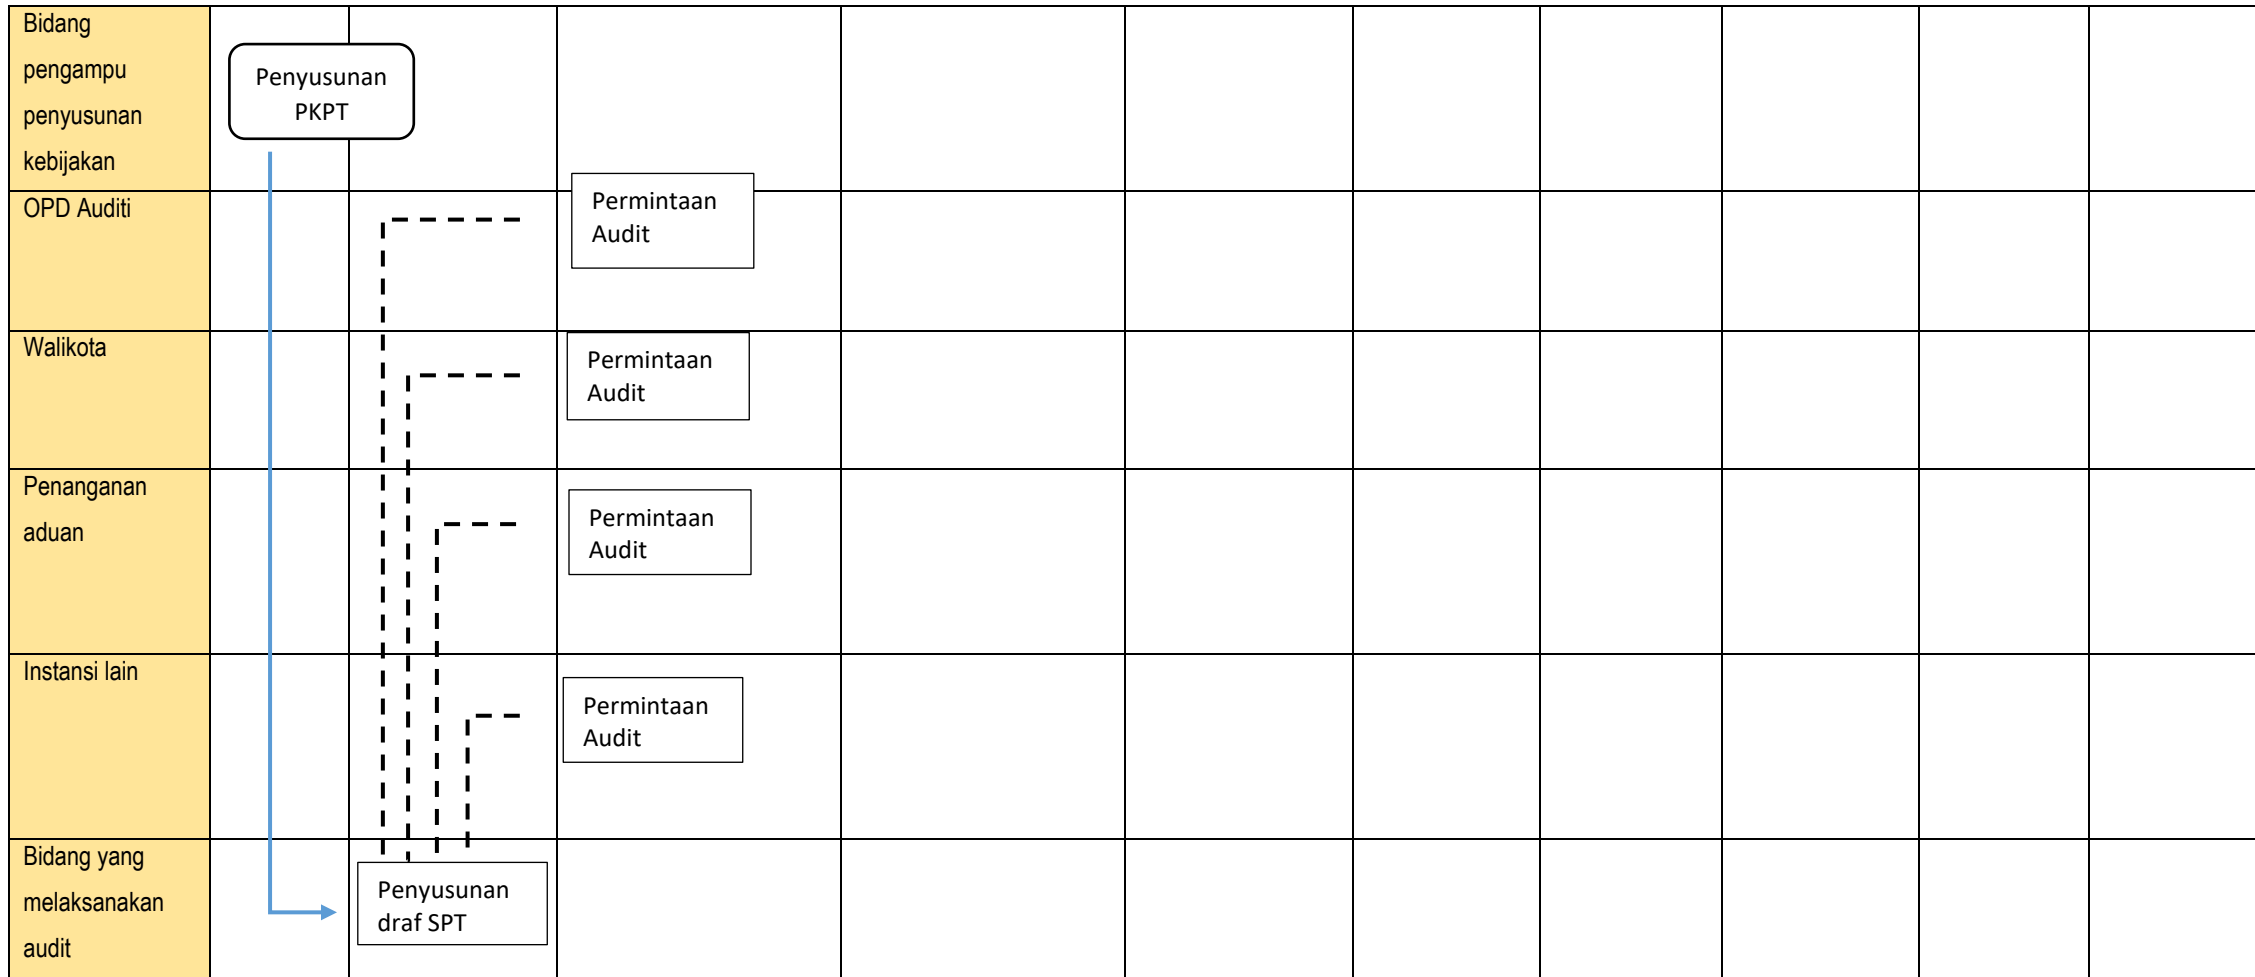 Bidang
pengampu
penyusunan
kebijakan
Penyusunan
PKPT
OPD Auditi
Permintaan
Audit
Walikota
Permintaan
Audit
Penanganan
aduan
Permintaan
Audit
Instansi lain
Permintaan
Audit
Bidang yang
melaksanakan
audit
Penyusunan
draf SPT